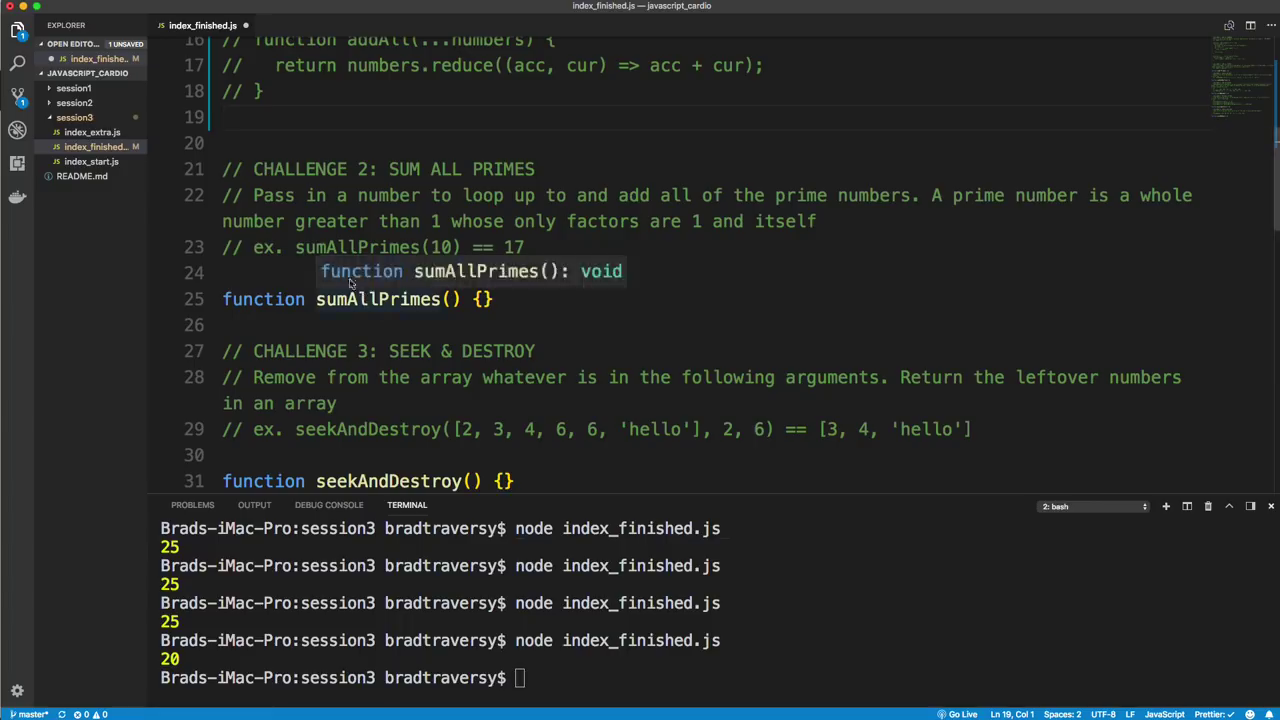 index_finished.js — javascript_cardio
EXPLORER
OPEN EDITO... 1 UNSAVED
index_finishe... M
JAVASCRIPT_CARDIO
session1
session2
session3
index_extra.js
index_finished... M
index_start.js
README.md
index_finished.js
16 // function addAll(...numbers) {
17 //   return numbers.reduce((acc, cur) => acc + cur);
18 // }
19
20
21 // CHALLENGE 2: SUM ALL PRIMES
22 // Pass in a number to loop up to and add all of the prime numbers. A prime number is a whole
number greater than 1 whose only factors are 1 and itself
23 // ex. sumAllPrimes(10) == 17
24
function sumAllPrimes(): void
25 function sumAllPrimes() {}
26
27 // CHALLENGE 3: SEEK & DESTROY
28 // Remove from the array whatever is in the following arguments. Return the leftover numbers
in an array
29 // ex. seekAndDestroy([2, 3, 4, 6, 6, 'hello'], 2, 6) == [3, 4, 'hello']
30
31 function seekAndDestroy() {}
PROBLEMS OUTPUT DEBUG CONSOLE TERMINAL 2: bash
Brads-iMac-Pro:session3 bradtraversy$ node index_finished.js
25
Brads-iMac-Pro:session3 bradtraversy$ node index_finished.js
25
Brads-iMac-Pro:session3 bradtraversy$ node index_finished.js
25
Brads-iMac-Pro:session3 bradtraversy$ node index_finished.js
20
Brads-iMac-Pro:session3 bradtraversy$
master* 0 0 Go Live Ln 19, Col 1 Spaces: 2 UTF-8 LF JavaScript Prettier: ✓